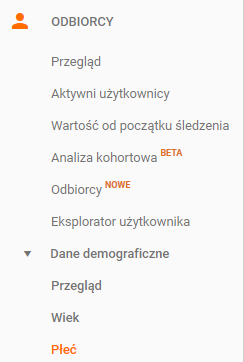 ODBIORCY
Przegląd
Aktywni użytkownicy
Wartość od początku śledzenia
Analiza kohortowa BETA
Odbiorcy NOWE
Eksplorator użytkownika
Dane demograficzne
Przegląd
Wiek
Płeć